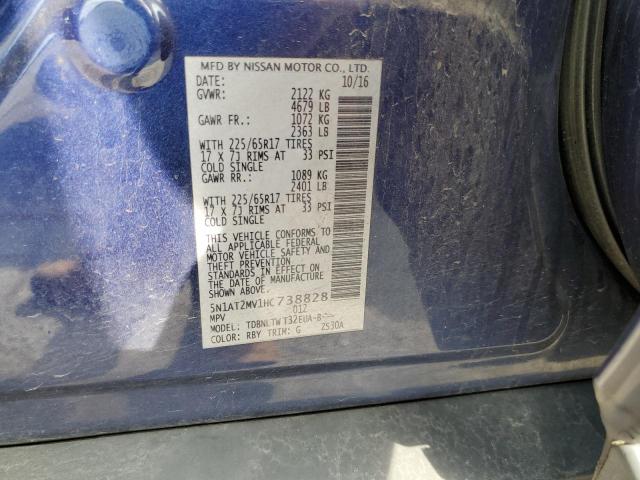 MFD BY NISSAN MOTOR CO., LTD.
DATE: 10/16
GVWR: 2122 KG
4679 LB
GAWR FR.: 1072 KG
2363 LB
WITH 225/65R17 TIRES
17 X 7J RIMS AT 33 PSI
COLD SINGLE
GAWR RR.: 1089 KG
2401 LB
WITH 225/65R17 TIRES
17 X 7J RIMS AT 33 PSI
COLD SINGLE
THIS VEHICLE CONFORMS TO
ALL APPLICABLE FEDERAL
MOTOR VEHICLE SAFETY AND
THEFT PREVENTION
STANDARDS IN EFFECT ON
THE DATE OF MANUFACTURE
SHOWN ABOVE.
5N1AT2MV1HC738828
MPV 012
MODEL:
COLOR: RBY TRIM: G 2S30A